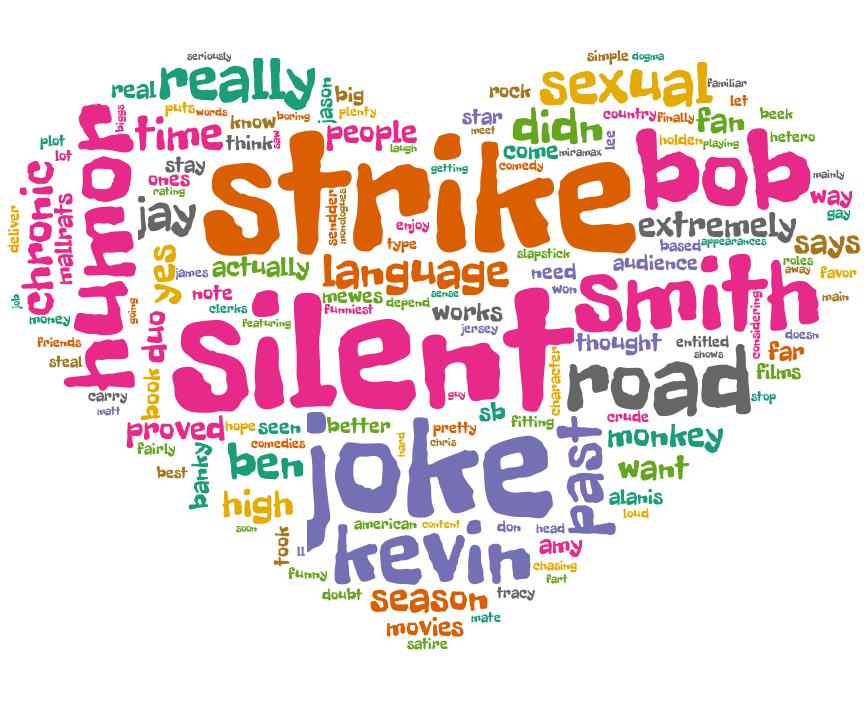 seriously
simple dogma
real really
jason
big
plenty
rock sexual familiar
let
biggs
puts words boring
know
time
think
saw
people
laugh
star
meet
didn
country finally fan beek
lee
holden playing hetero
plot
lot
humor
stay
ones
rating
strike
getting
come miramax
comedy
bob mainly
way
gay
chronic
mallrats
deliver
jay
sendder
monologues
enjoy
type
extremely
based appearances
says
yes
james actually
language
slapstick
need
won
audience
roles
away favor
main
job
money
going
note
clerks
featuring
mewes depend sense
funniest
works
jersey
smith
considering
friends
steal
duo
silent
thought
entitled
shows
doesn
far
films
carry
matt
book
guy
character
road
stop
proved hope seen better
fairly
comedies
pretty
chris
hard
sb
fitting
crude
monkey
past
best
banky
ben
joke
want
high
alanis
loud
soon
took
ll
american content don head
kevin
amy
chasing
fart
funny
doubt season tracy
movies mate
satire